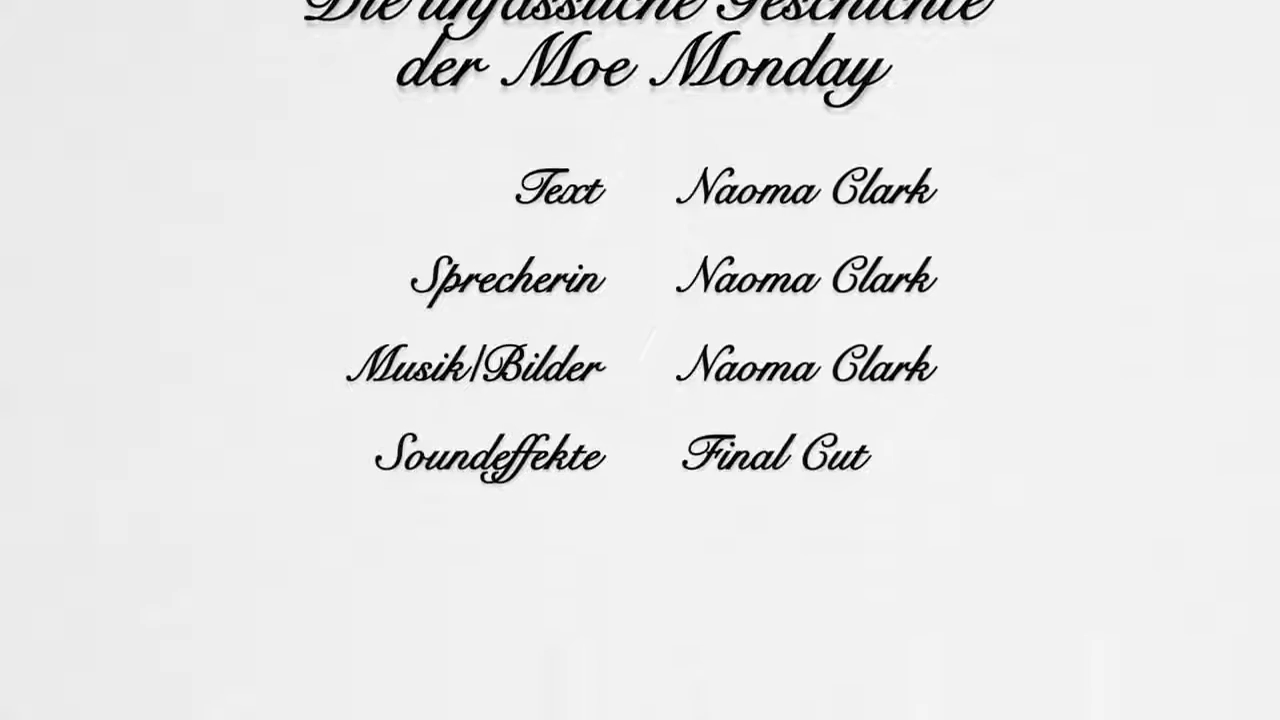 Die unfassliche Geschichte
der Moe Monday
Text Naoma Clark
Sprecherin Naoma Clark
Musik/Bilder Naoma Clark
Soundeffekte Final Cut